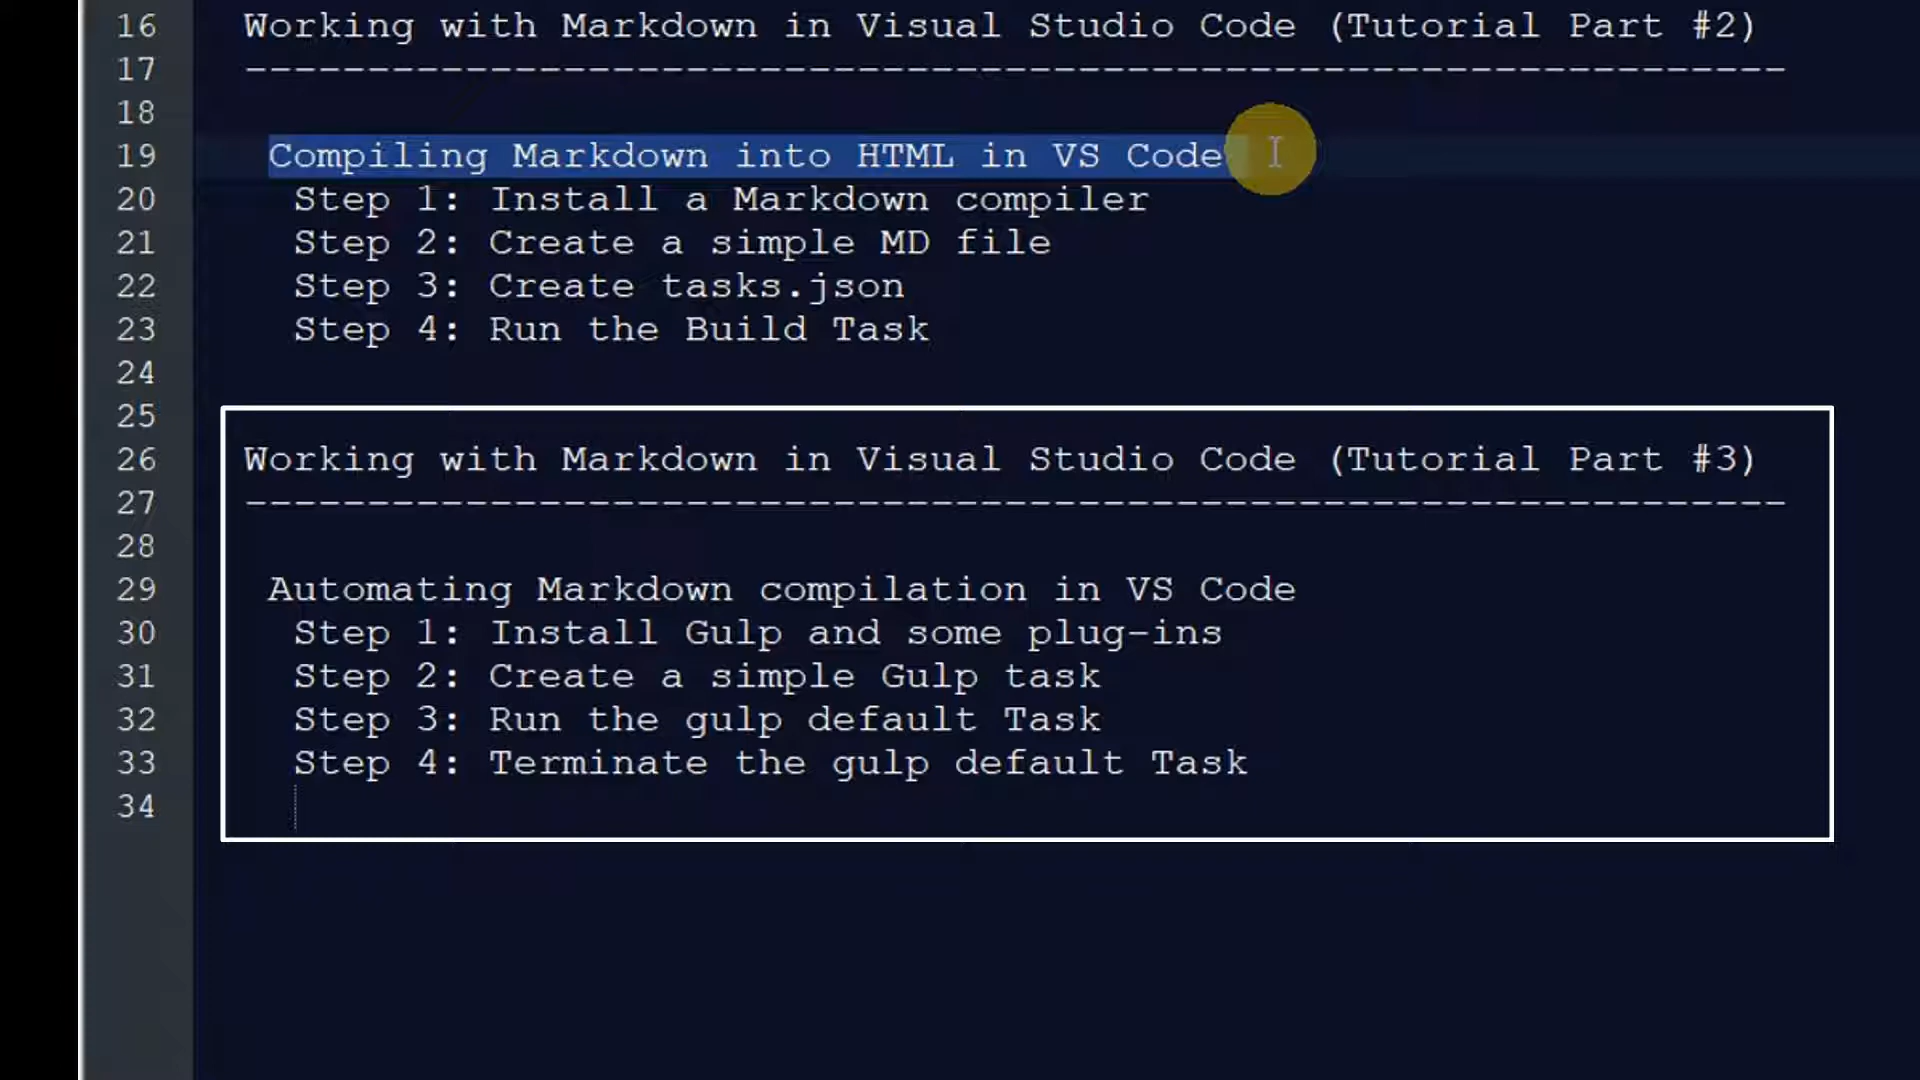 16 Working with Markdown in Visual Studio Code (Tutorial Part #2)
17 ---------------------------------------------------------------
18
19 Compiling Markdown into HTML in VS Code
20 Step 1: Install a Markdown compiler
21 Step 2: Create a simple MD file
22 Step 3: Create tasks.json
23 Step 4: Run the Build Task
24
25
26 Working with Markdown in Visual Studio Code (Tutorial Part #3)
27 ---------------------------------------------------------------
28
29 Automating Markdown compilation in VS Code
30 Step 1: Install Gulp and some plug-ins
31 Step 2: Create a simple Gulp task
32 Step 3: Run the gulp default Task
33 Step 4: Terminate the gulp default Task
34